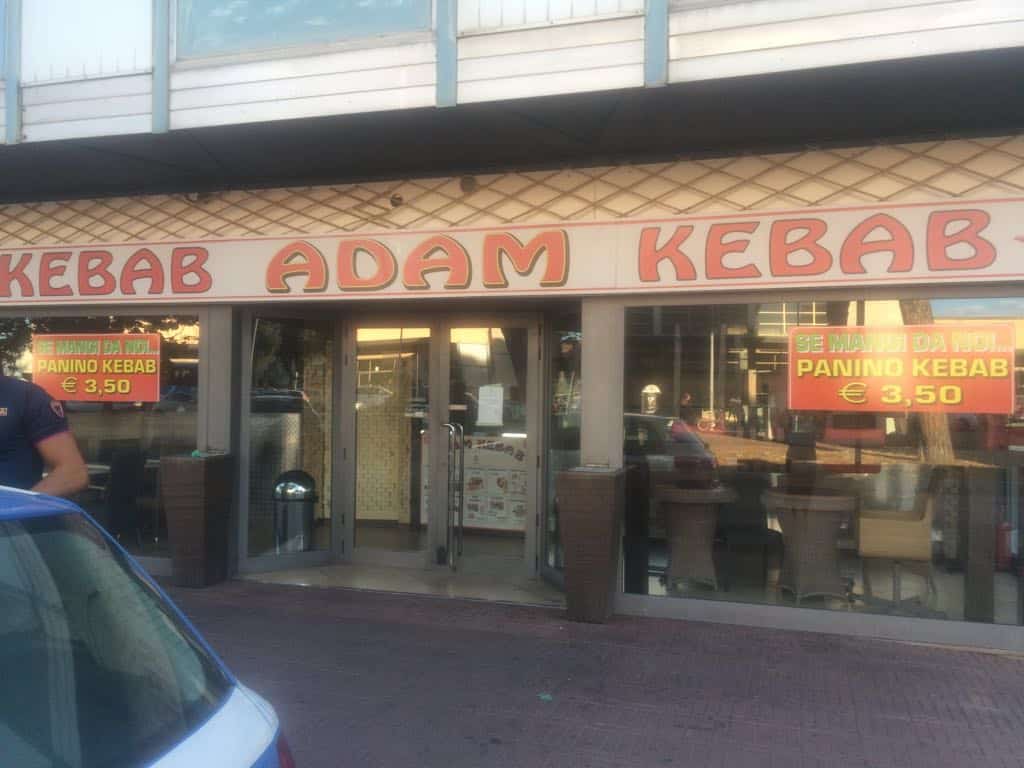 KEBAB ADAM KEBAB
SE MANGI DA NOI...
PANINO KEBAB
€ 3,50
SE MANGI DA NOI...
PANINO KEBAB
€ 3,50